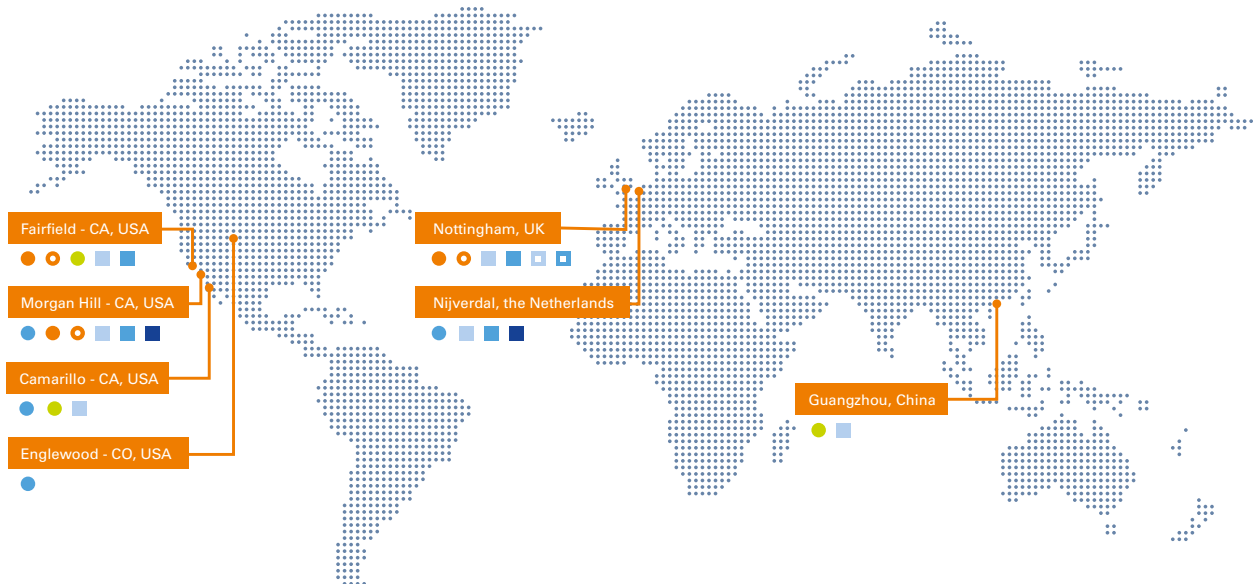 Fairfield - CA, USA
Morgan Hill - CA, USA
Camarillo - CA, USA
Englewood - CO, USA
Nottingham, UK
Nijverdal, the Netherlands
Guangzhou, China